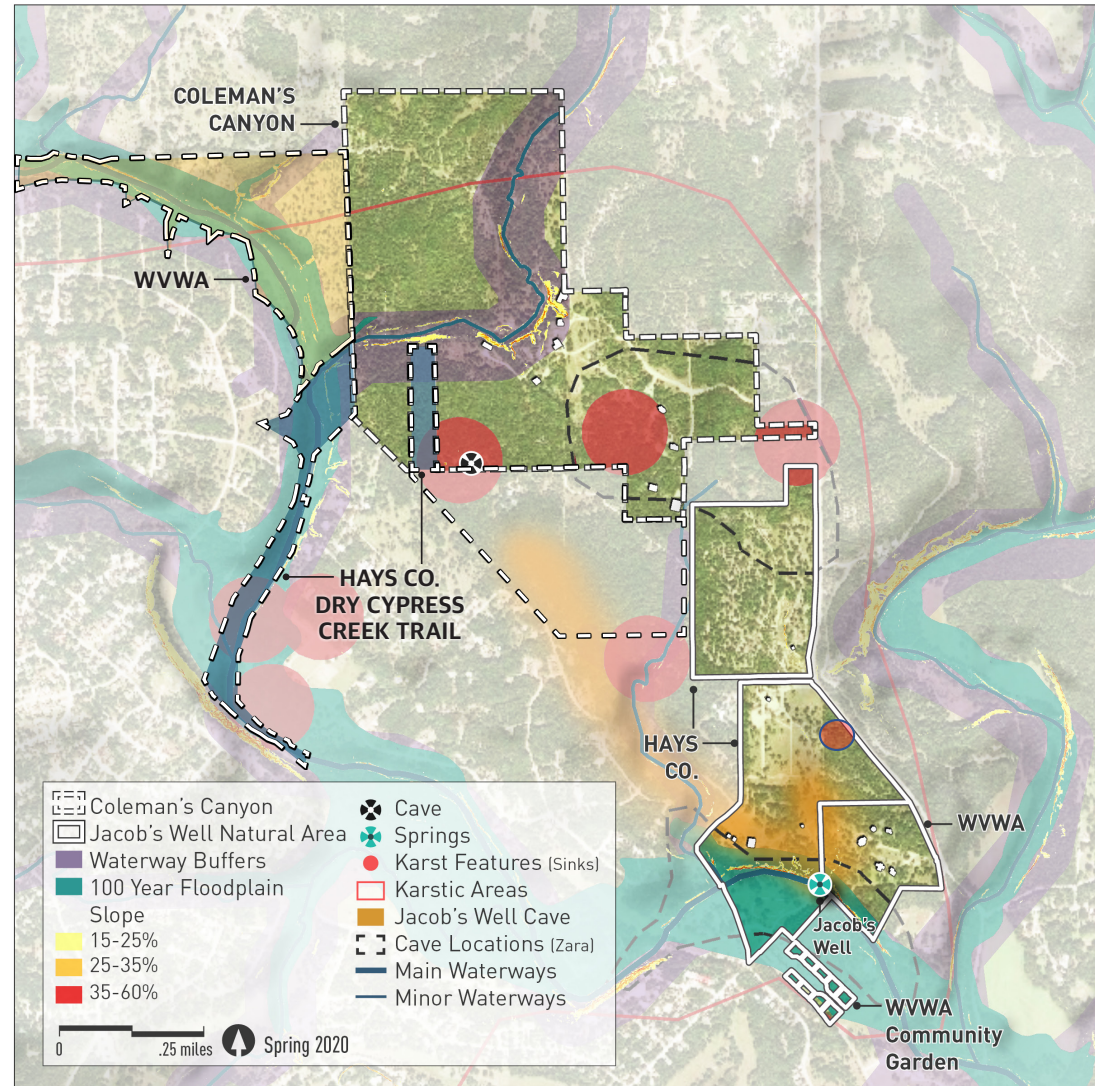 COLEMAN'S
CANYON
WVWA
HAYS CO.
DRY CYPRESS
CREEK TRAIL
HAYS
CO.
WVWA
Jacob's
Well
WVWA
Community
Garden
Coleman's Canyon
Jacob's Well Natural Area
Waterway Buffers
100 Year Floodplain
Slope
15-25%
25-35%
35-60%
Cave
Springs
Karst Features (Sinks)
Karstic Areas
Jacob's Well Cave
Cave Locations (Zara)
Main Waterways
Minor Waterways
0
.25 miles
Spring 2020